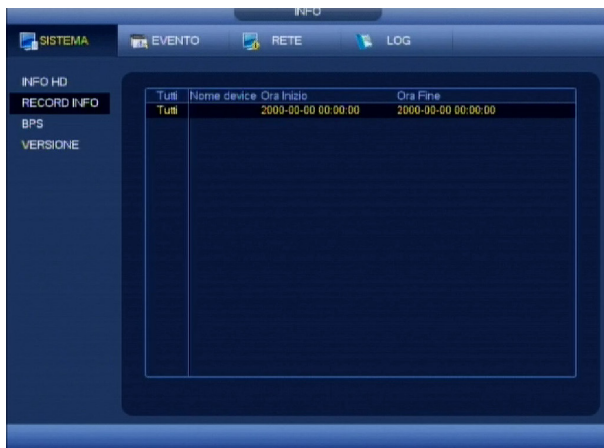 INFO
SISTEMA EVENTO RETE LOG
INFO HD
RECORD INFO
BPS
VERSIONE
Tutti Nome device Ora Inizio Ora Fine
Tutti 2000-00-00 00:00:00 2000-00-00 00:00:00